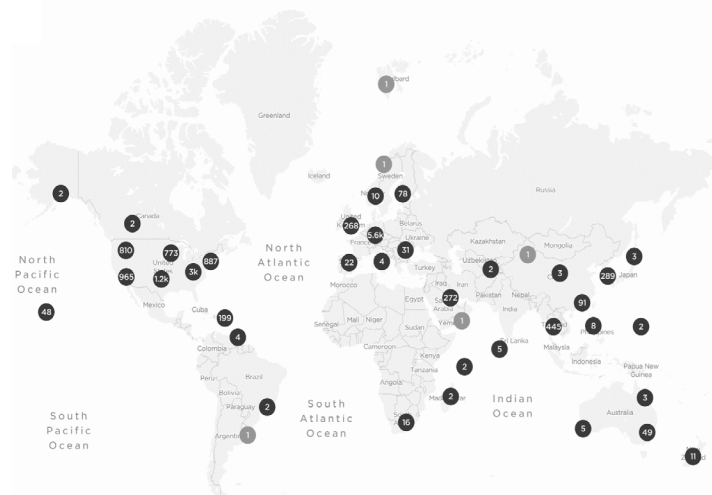 1
Greenland
1
Iceland
Sweden
2
10
78
Russia
Canada
2
268
Belarus
5.6k
Ukraine
France
810
773
887
31
Kazakhstan
Mongolia
1
3
North
Pacific
Ocean
North
Atlantic
Ocean
965
1.2k
3k
22
4
Turkey
Uzbekistan
2
3
289
Japan
Morocco
Iraq
Iran
Mexico
Cuba
Egypt
272
Arabia
Pakistan
Nepal
India
91
48
199
Senegal
Mali
Niger
Sudan
Yemen
1
445
8
2
4
Colombia
Cameroon
Kenya
5
Sri Lanka
Malaysia
Indonesia
Papua New
Guinea
Peru
Brazil
Tanzania
2
Angola
Bolivia
2
3
Paraguay
2
South
Pacific
Ocean
South
Atlantic
Ocean
Indian
Ocean
Australia
16
5
49
Argentina
1
11